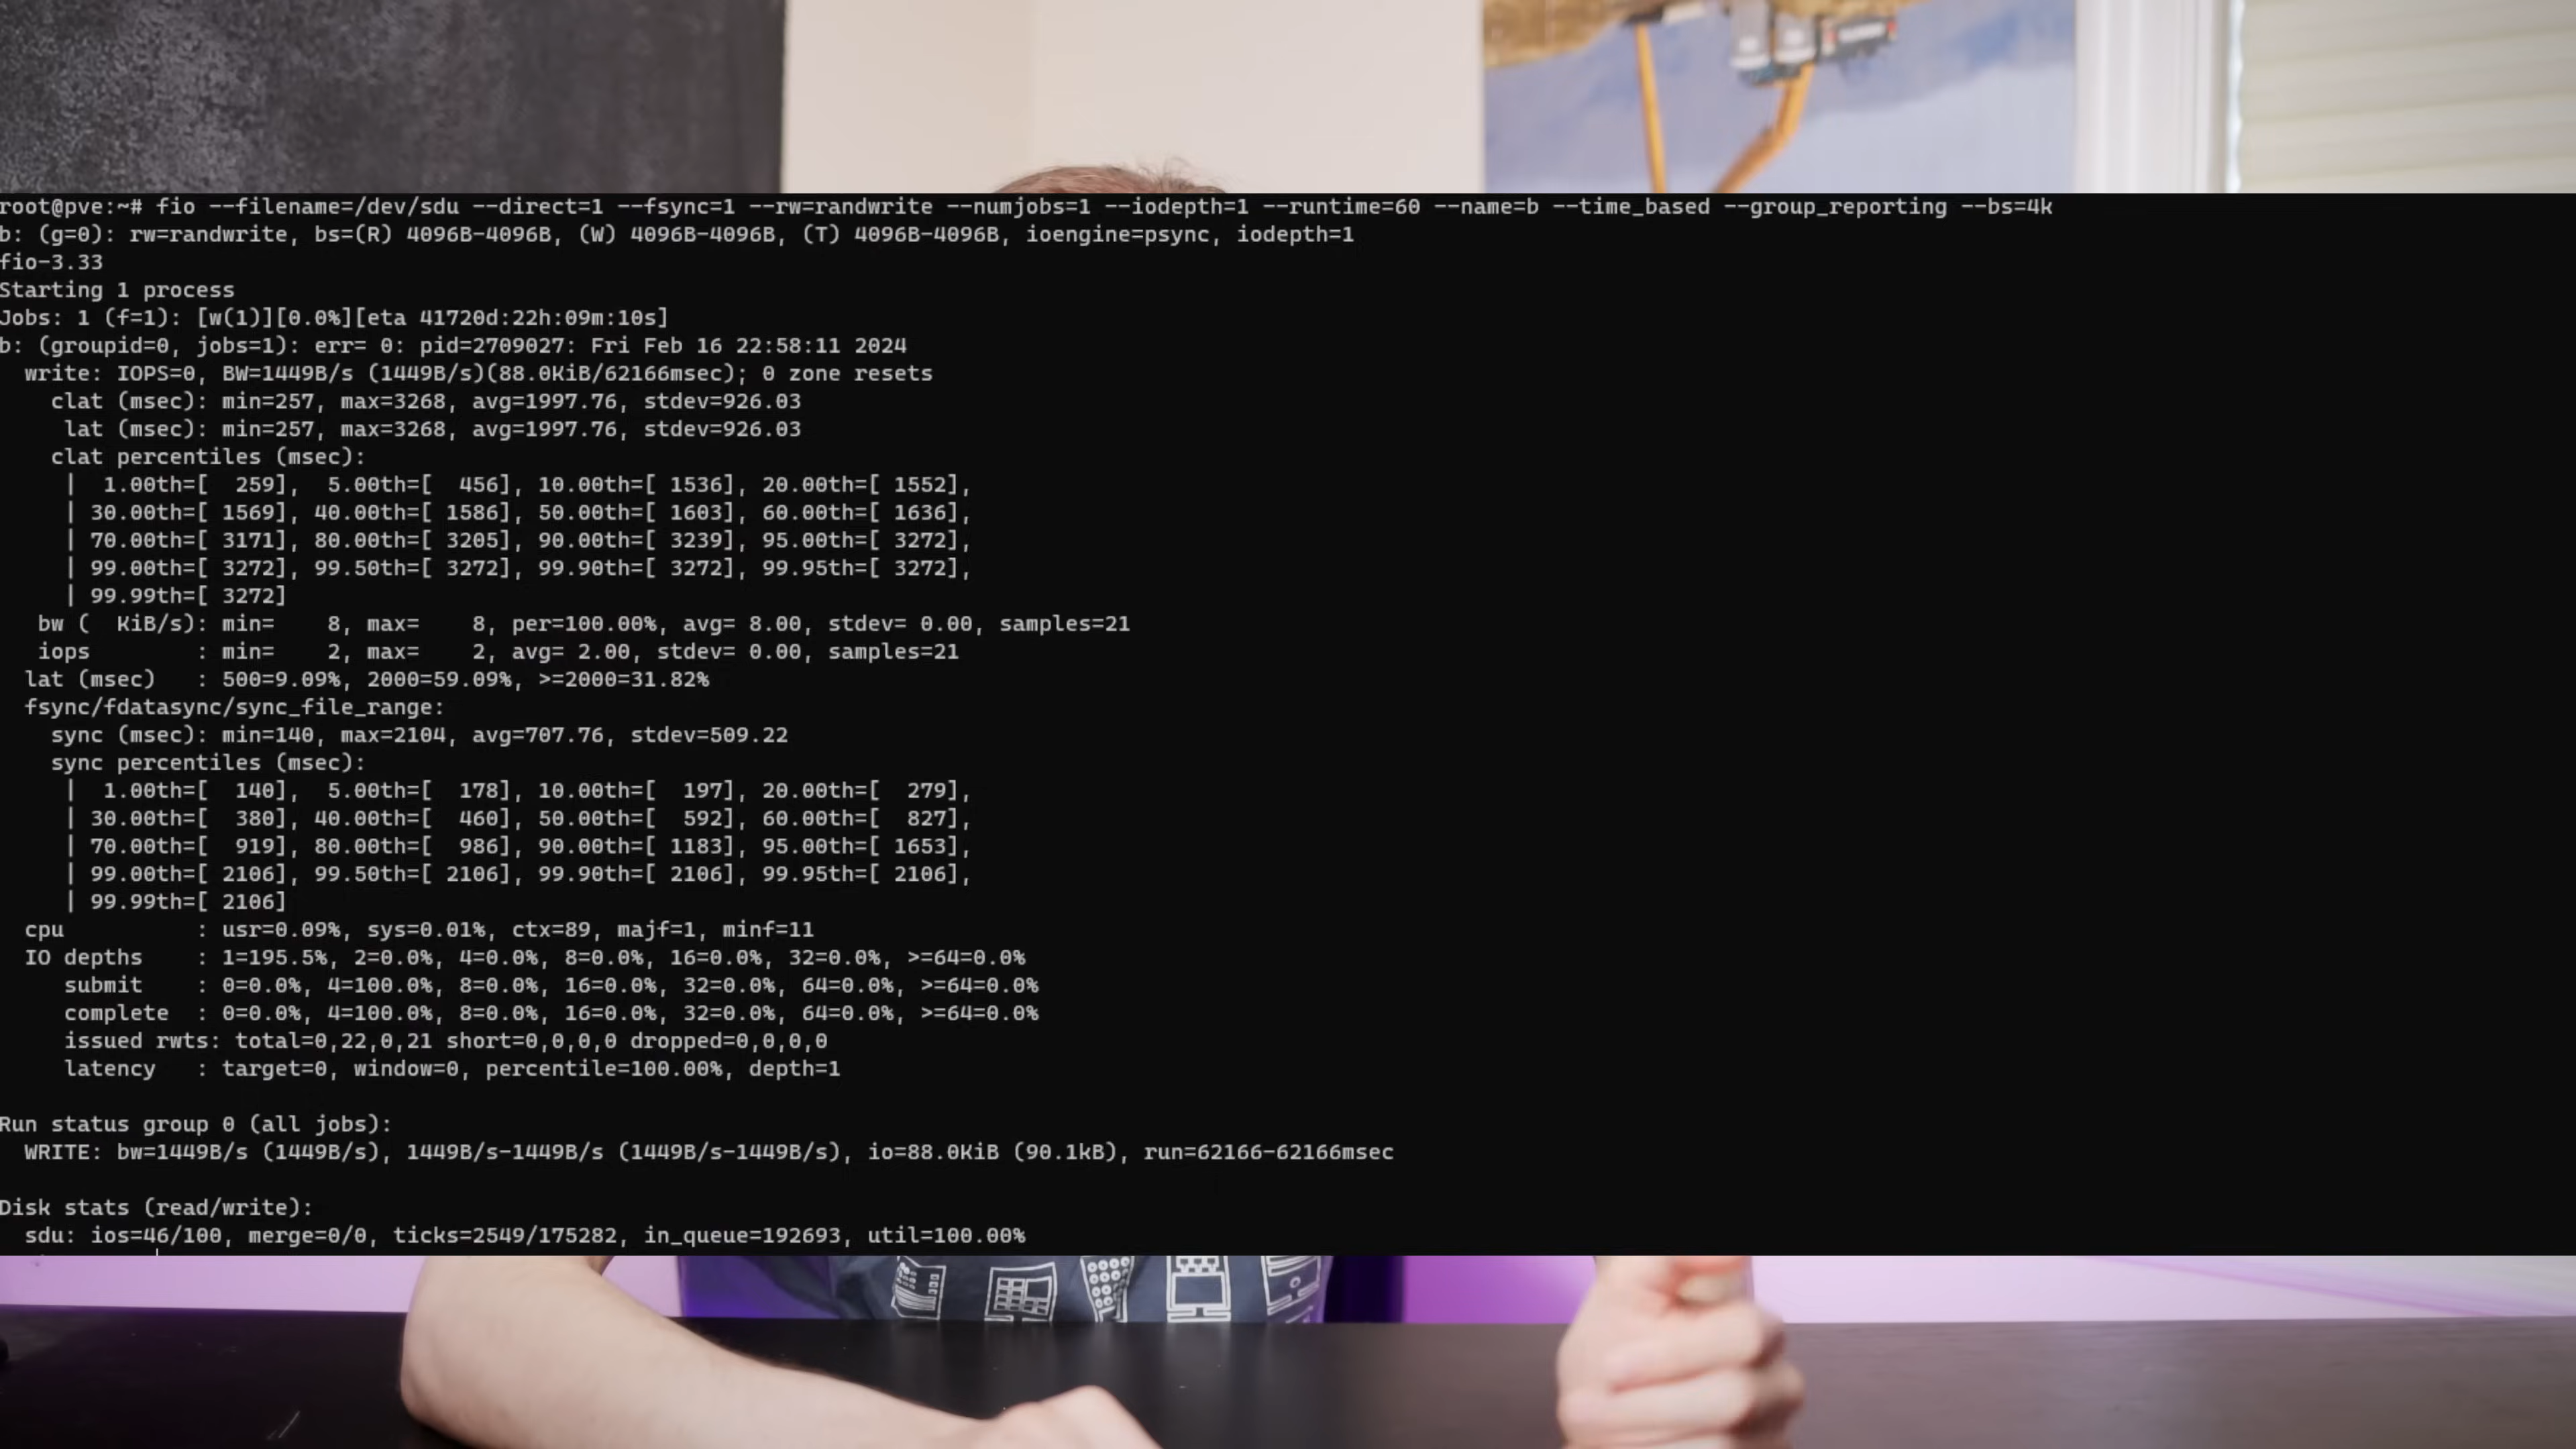 root@pve:~# fio --filename=/dev/sdu --direct=1 --fsync=1 --rw=randwrite --numjobs=1 --iodepth=1 --runtime=60 --name=b --time_based --group_reporting --bs=4k
b: (g=0): rw=randwrite, bs=(R) 4096B-4096B, (W) 4096B-4096B, (T) 4096B-4096B, ioengine=psync, iodepth=1
fio-3.33
Starting 1 process
Jobs: 1 (f=1): [w(1)][0.0%][eta 41720d:22h:09m:10s]
b: (groupid=0, jobs=1): err= 0: pid=2709027: Fri Feb 16 22:58:11 2024
  write: IOPS=0, BW=1449B/s (1449B/s)(88.0KiB/62166msec); 0 zone resets
    clat (msec): min=257, max=3268, avg=1997.76, stdev=926.03
     lat (msec): min=257, max=3268, avg=1997.76, stdev=926.03
    clat percentiles (msec):
     |  1.00th=[  259],  5.00th=[  456], 10.00th=[ 1536], 20.00th=[ 1552],
     | 30.00th=[ 1569], 40.00th=[ 1586], 50.00th=[ 1603], 60.00th=[ 1636],
     | 70.00th=[ 3171], 80.00th=[ 3205], 90.00th=[ 3239], 95.00th=[ 3272],
     | 99.00th=[ 3272], 99.50th=[ 3272], 99.90th=[ 3272], 99.95th=[ 3272],
     | 99.99th=[ 3272]
   bw (  KiB/s): min=    8, max=    8, per=100.00%, avg= 8.00, stdev= 0.00, samples=21
   iops        : min=    2, max=    2, avg= 2.00, stdev= 0.00, samples=21
  lat (msec)   : 500=9.09%, 2000=59.09%, >=2000=31.82%
  fsync/fdatasync/sync_file_range:
    sync (msec): min=140, max=2104, avg=707.76, stdev=509.22
    sync percentiles (msec):
     |  1.00th=[  140],  5.00th=[  178], 10.00th=[  197], 20.00th=[  279],
     | 30.00th=[  380], 40.00th=[  460], 50.00th=[  592], 60.00th=[  827],
     | 70.00th=[  919], 80.00th=[  986], 90.00th=[ 1183], 95.00th=[ 1653],
     | 99.00th=[ 2106], 99.50th=[ 2106], 99.90th=[ 2106], 99.95th=[ 2106],
     | 99.99th=[ 2106]
  cpu          : usr=0.09%, sys=0.01%, ctx=89, majf=1, minf=11
  IO depths    : 1=195.5%, 2=0.0%, 4=0.0%, 8=0.0%, 16=0.0%, 32=0.0%, >=64=0.0%
     submit    : 0=0.0%, 4=100.0%, 8=0.0%, 16=0.0%, 32=0.0%, 64=0.0%, >=64=0.0%
     complete  : 0=0.0%, 4=100.0%, 8=0.0%, 16=0.0%, 32=0.0%, 64=0.0%, >=64=0.0%
     issued rwts: total=0,22,0,21 short=0,0,0,0 dropped=0,0,0,0
     latency   : target=0, window=0, percentile=100.00%, depth=1
Run status group 0 (all jobs):
  WRITE: bw=1449B/s (1449B/s), 1449B/s-1449B/s (1449B/s-1449B/s), io=88.0KiB (90.1kB), run=62166-62166msec
Disk stats (read/write):
  sdu: ios=46/100, merge=0/0, ticks=2549/175282, in_queue=192693, util=100.00%